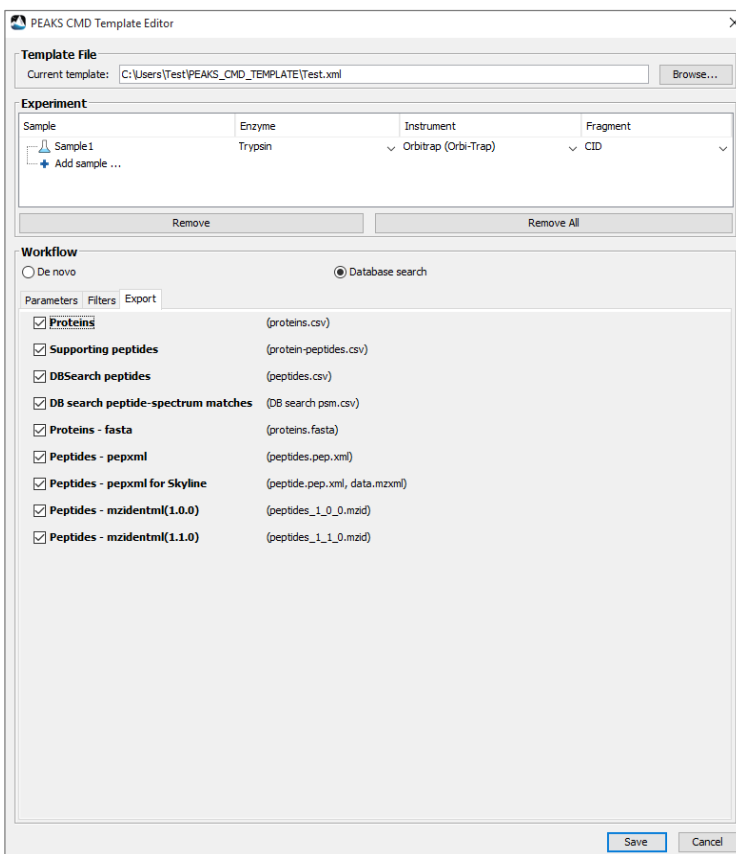 PEAKS CMD Template Editor
Template File
Current template: C:\Users\Test\PEAKS_CMD_TEMPLATE\Test.xml Browse...
Experiment
Sample Enzyme Instrument Fragment
Sample1 Trypsin Orbitrap (Orbi-Trap) CID
Add sample ...
Remove Remove All
Workflow
De novo Database search
Parameters Filters Export
Proteins (proteins.csv)
Supporting peptides (protein-peptides.csv)
DBSearch peptides (peptides.csv)
DB search peptide-spectrum matches (DB search psm.csv)
Proteins - fasta (proteins.fasta)
Peptides - pepxml (peptides.pep.xml)
Peptides - pepxml for Skyline (peptide.pep.xml, data.mzxml)
Peptides - mzidentml(1.0.0) (peptides_1_0_0.mzid)
Peptides - mzidentml(1.1.0) (peptides_1_1_0.mzid)
Save Cancel